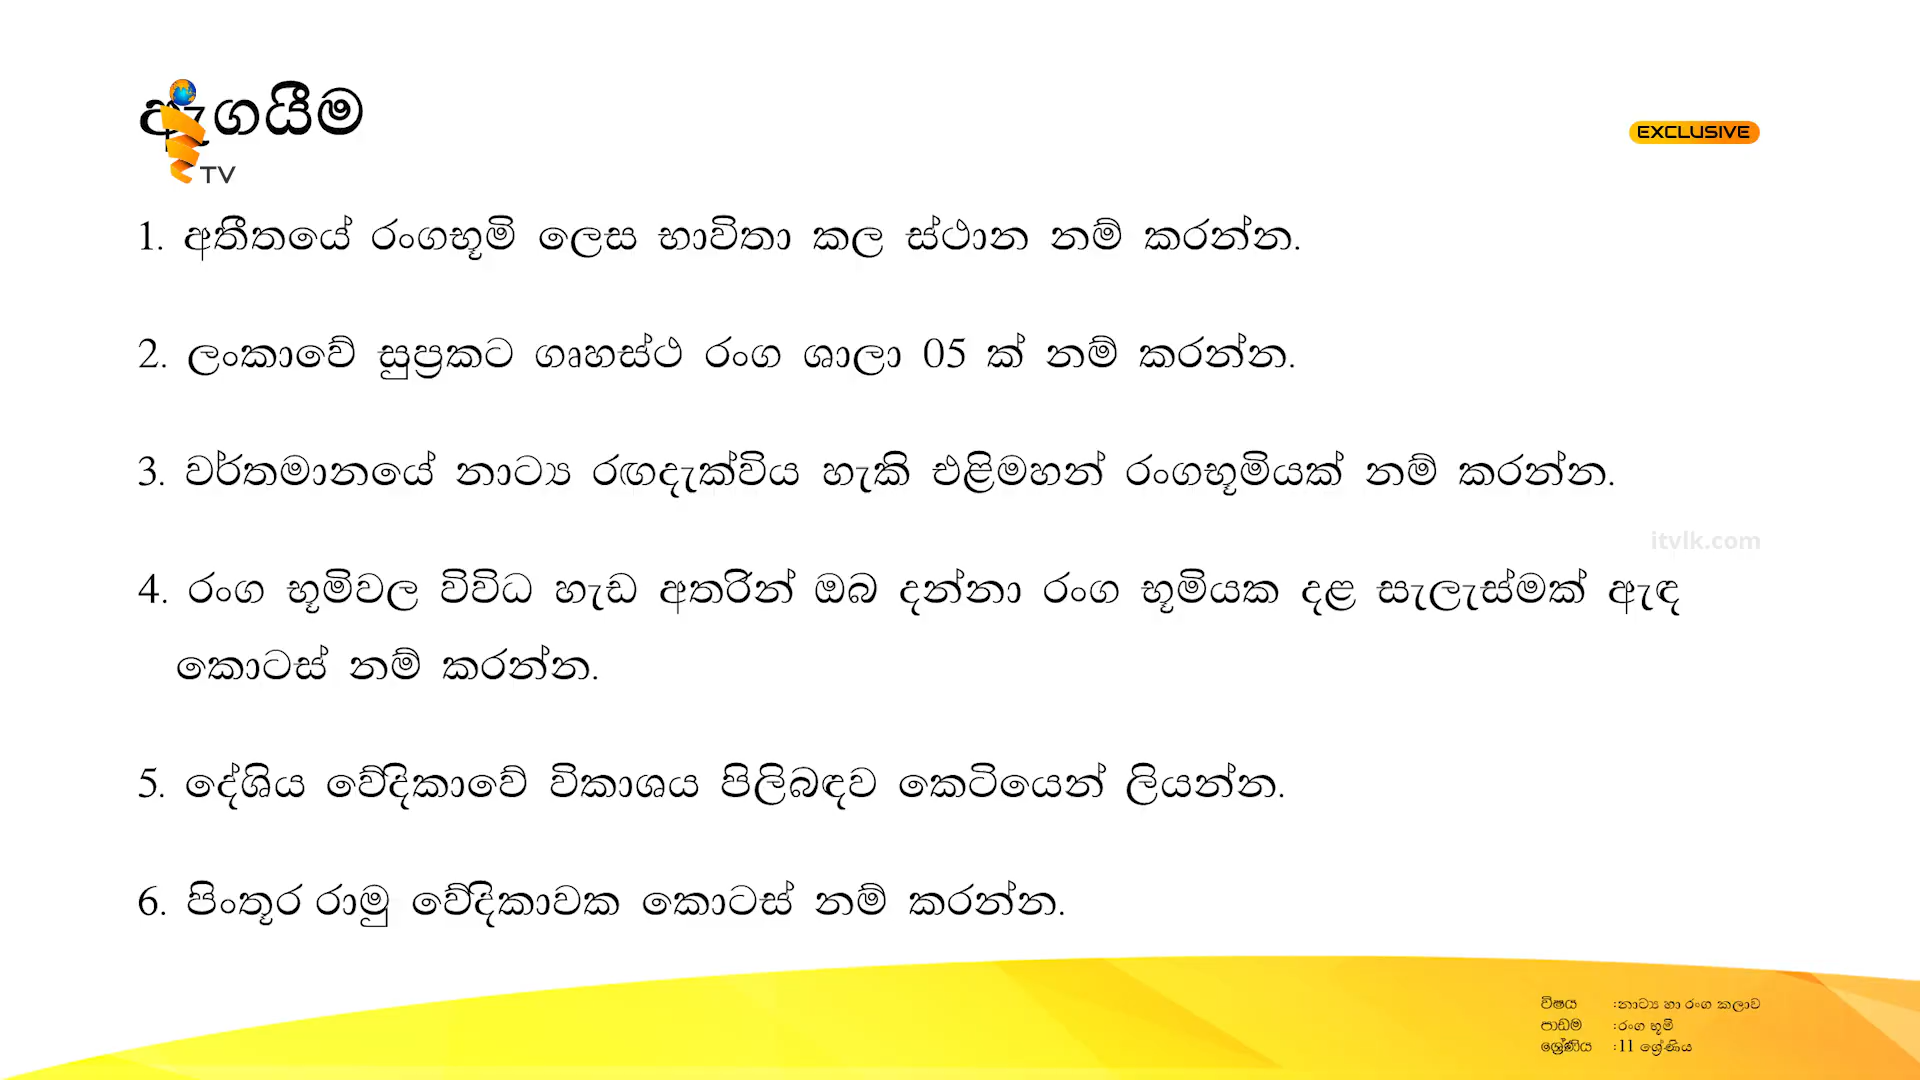 ඇගයීම
EXCLUSIVE
TV
1. අතීතයේ රංගභූමි ලෙස භාවිතා කල ස්ථාන නම් කරන්න.
2. ලංකාවේ සුප්‍රකට ගෘහස්ථ රංග ශාලා 05 ක් නම් කරන්න.
3. වර්තමානයේ නාට්‍ය රඟදැක්විය හැකි එළිමහන් රංගභූමියක් නම් කරන්න.
itvlk.com
4. රංග භූමිවල විවිධ හැඩ අතරින් ඔබ දන්නා රංග භූමියක දළ සැලැස්මක් ඇඳ
කොටස් නම් කරන්න.
5. දේශිය වේදිකාවේ විකාශය පිලිබඳව කෙටියෙන් ලියන්න.
6. පිංතූර රාමු වේදිකාවක කොටස් නම් කරන්න.
විෂය :නාට්‍ය හා රංග කලාව
පාඩම :රංග භූමි
ශ්‍රේණිය :11 ශ්‍රේණිය